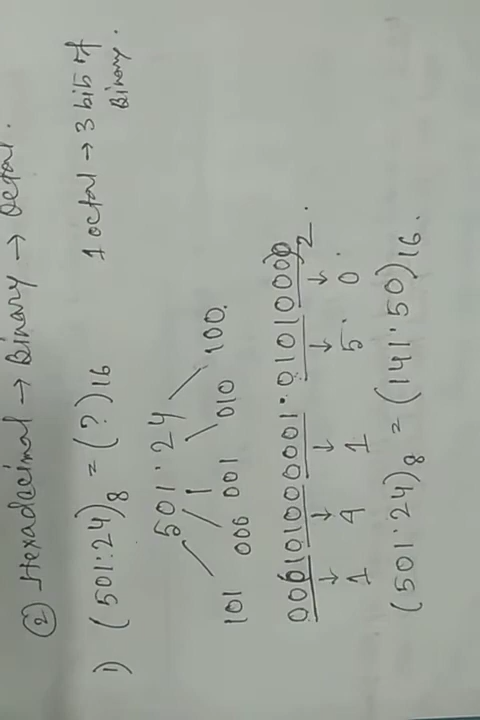 ② Hexadecimal → Binary → Octal.
1) (501.24)8 = (?)16 1 octal → 3 bits of Binary.
501.24
101 000 001 010 100.
000101000001.01010000)2.
↓ ↓ ↓ ↓ ↓
1 4 1 5. 0.
(501.24)8 = (141.50)16.